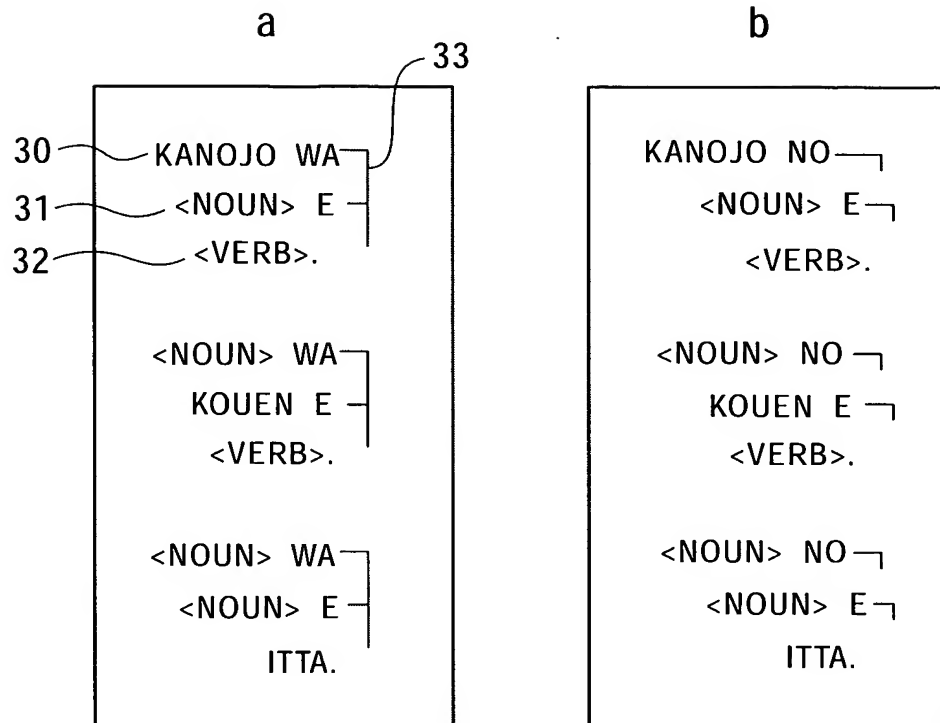 a
b
33
30 KANOJO WA
31 <NOUN> E
32 <VERB>.
<NOUN> WA
KOUEN E
<VERB>.
<NOUN> WA
<NOUN> E
ITTA.
KANOJO NO
<NOUN> E
<VERB>.
<NOUN> NO
KOUEN E
<VERB>.
<NOUN> NO
<NOUN> E
ITTA.